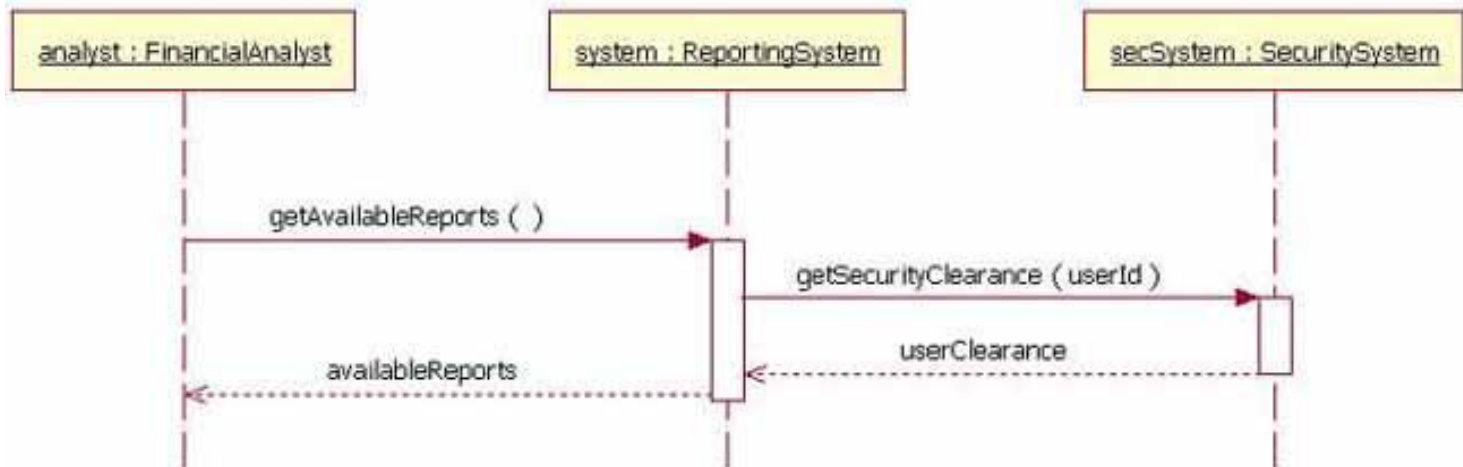 analyst : FinancialAnalyst
system : ReportingSystem
secSystem : SecuritySystem
getAvailableReports ( )
getSecurityClearance ( userId )
userClearance
availableReports